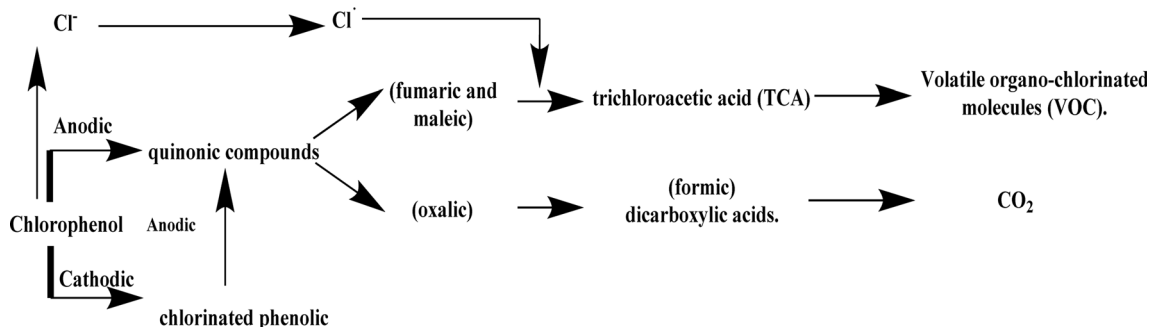 Cl-
Cl·
(fumaric and
maleic)
trichloroacetic acid (TCA)
Volatile organo-chlorinated
molecules (VOC).
Anodic
quinonic compounds
(oxalic)
(formic)
dicarboxylic acids.
CO₂
Chlorophenol
Anodic
Cathodic
chlorinated phenolic